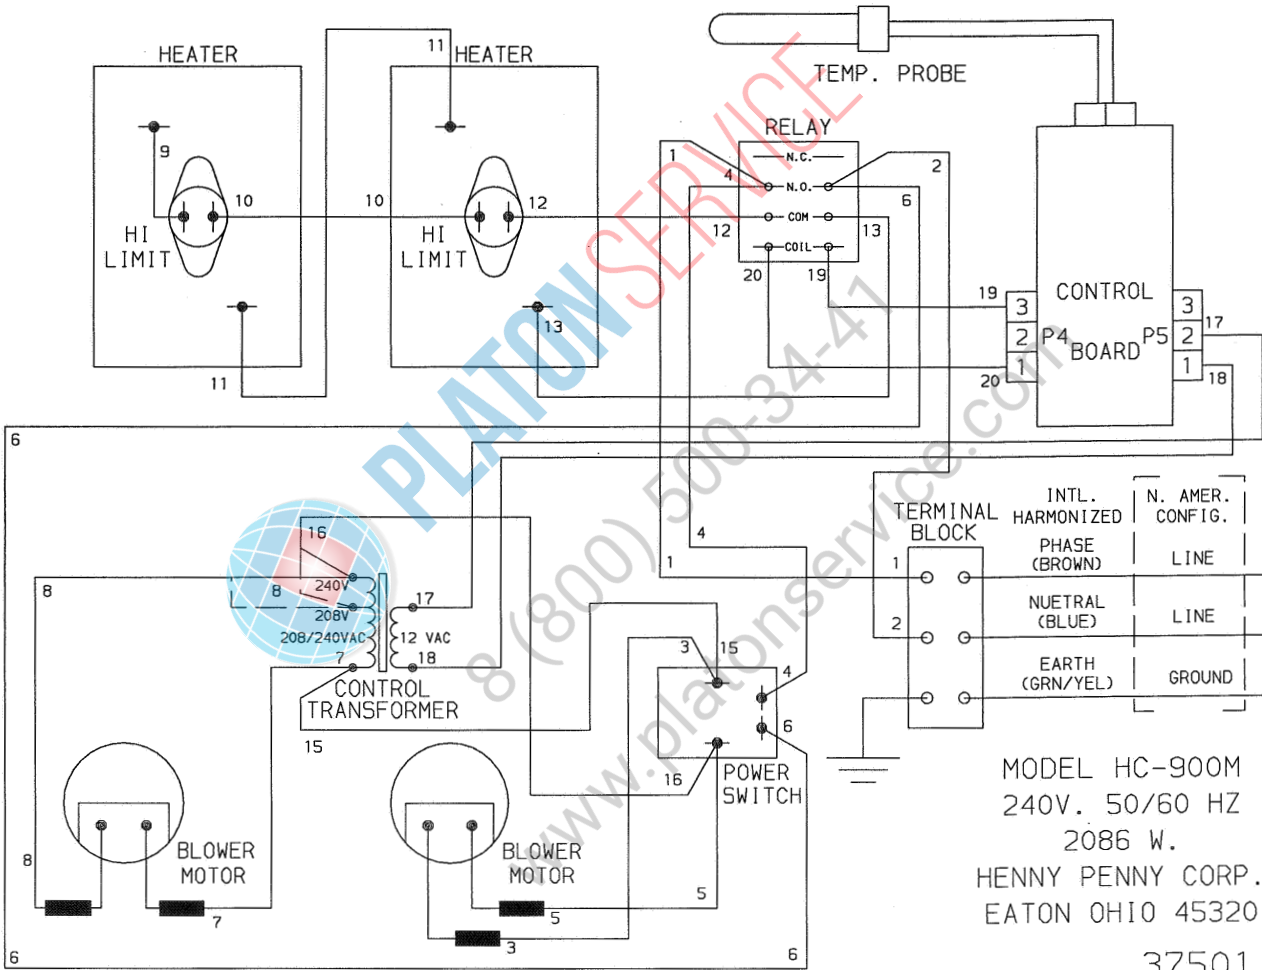 HEATER
11
HEATER
TEMP. PROBE
RELAY
1
N.C.
2
9
4
N.O.
10
10
12
6
COM
HI
LIMIT
HI
LIMIT
12
13
COIL
20
19
13
11
19
3
2
1
P4
CONTROL
BOARD
P5
3
2
1
17
20
18
6
PLATONSERVICE
8 (800) 500-34-41
www.platonservice.com
INTL.
HARMONIZED
N. AMER.
CONFIG.
TERMINAL
BLOCK
16
4
PHASE
(BROWN)
LINE
1
1
8
8
240V
17
208V
208/240VAC
12 VAC
NUETRAL
(BLUE)
LINE
2
3
15
7
18
4
EARTH
(GRN/YEL)
GROUND
CONTROL
TRANSFORMER
15
6
16
POWER
SWITCH
MODEL HC-900M
240V. 50/60 HZ
2086 W.
HENNY PENNY CORP.
EATON OHIO 45320
37501
BLOWER
MOTOR
BLOWER
MOTOR
8
7
5
5
3
6
6